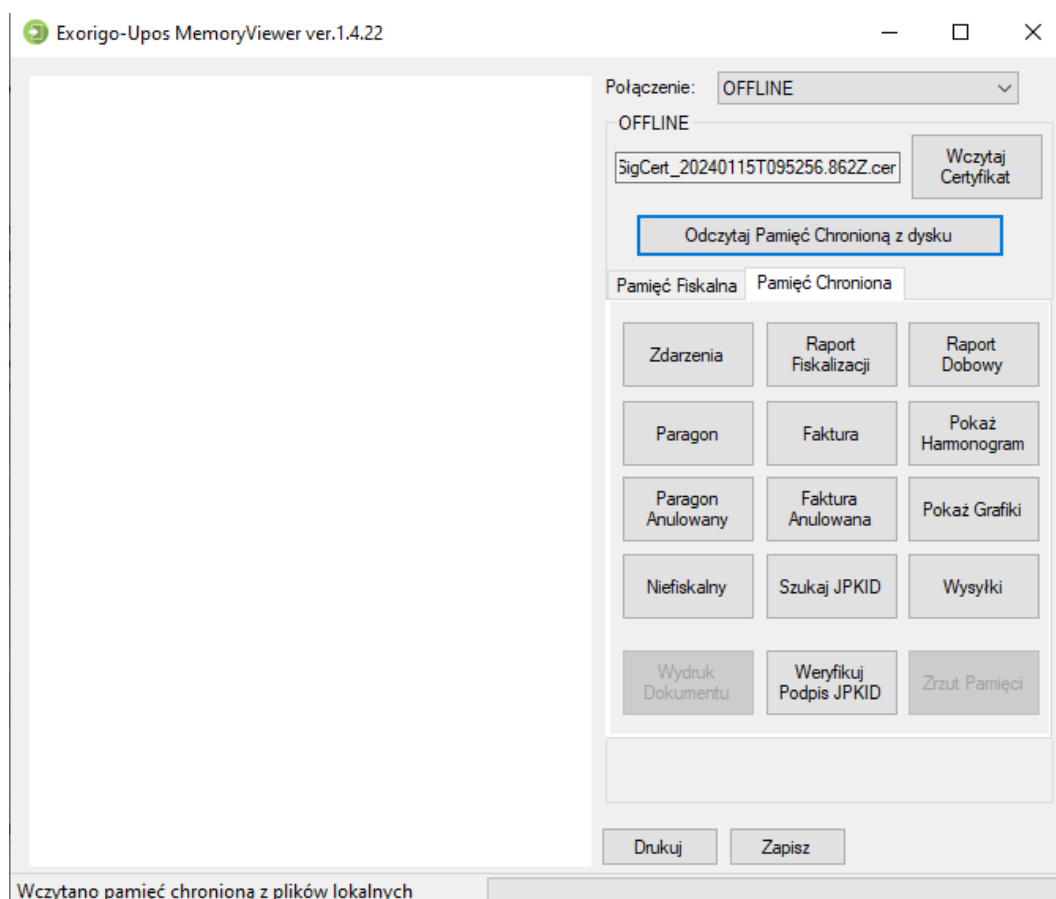 Exorigo-Upos MemoryViewer ver.1.4.22
Połączenie: OFFLINE
OFFLINE
SigCert_20240115T095256.862Z.cer
Wczytaj
Certyfikat
Odczytaj Pamięć Chronioną z dysku
Pamięć Fiskalna Pamięć Chroniona
Zdarzenia
Raport
Fiskalizacji
Raport
Dobowy
Paragon
Faktura
Pokaż
Harmonogram
Paragon
Anulowany
Faktura
Anulowana
Pokaż Grafiki
Niefiskalny
Szukaj JPKID
Wysyłki
Wydruk
Dokumentu
Weryfikuj
Podpis JPKID
Zrzut Pamięci
Drukuj
Zapisz
Wczytano pamięć chronioną z plików lokalnych